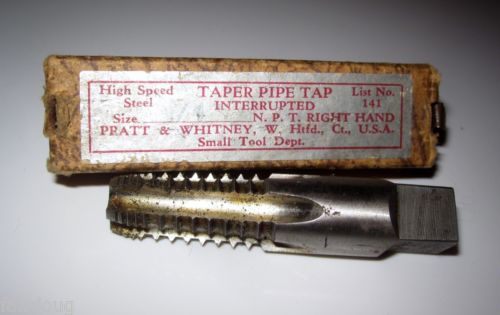 High Speed Steel
TAPER PIPE TAP
List No. 141
INTERRUPTED
Size N. P. T. RIGHT HAND
PRATT & WHITNEY, W. Htfd., Ct., U.S.A.
Small Tool Dept.